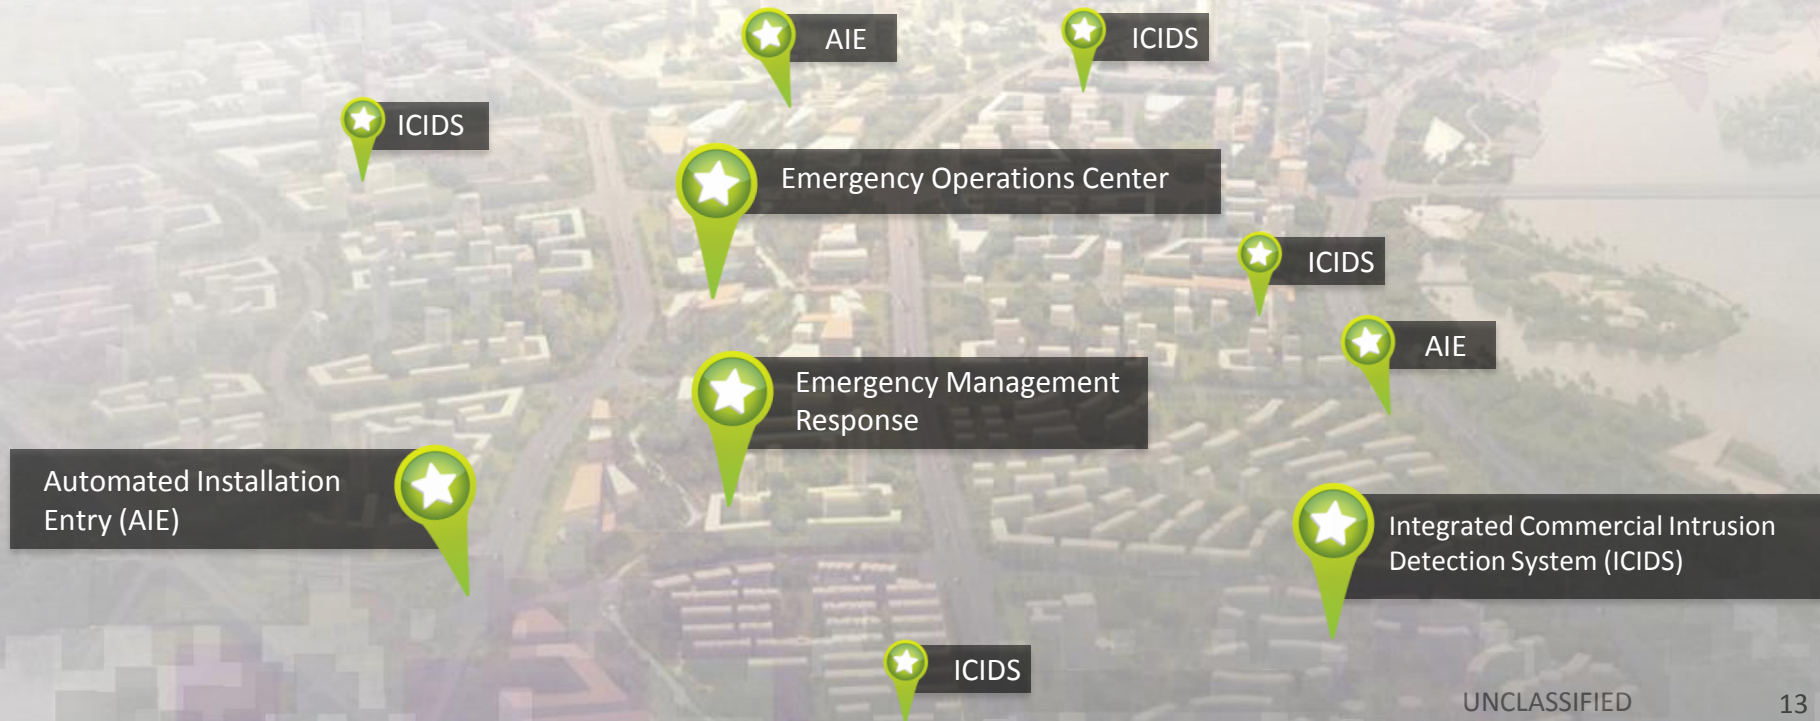 AIE
ICIDS
ICIDS
Emergency Operations Center
ICIDS
AIE
Emergency Management
Response
Automated Installation
Entry (AIE)
Integrated Commercial Intrusion
Detection System (ICIDS)
ICIDS
UNCLASSIFIED
13